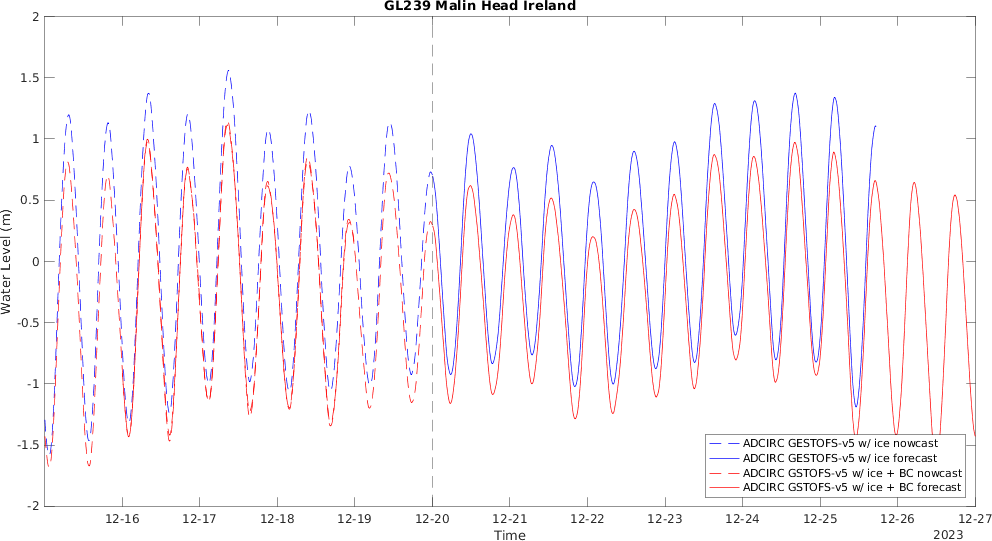 GL239 Malin Head Ireland
2
1.5
1
0.5
0
-0.5
-1
-1.5
-2
Water Level (m)
ADCIRC GESTOFS-v5 w/ ice nowcast
ADCIRC GESTOFS-v5 w/ ice forecast
ADCIRC GSTOFS-v5 w/ ice + BC nowcast
ADCIRC GSTOFS-v5 w/ ice + BC forecast
12-16 12-17 12-18 12-19 12-20 12-21 12-22 12-23 12-24 12-25 12-26 12-27
Time
2023